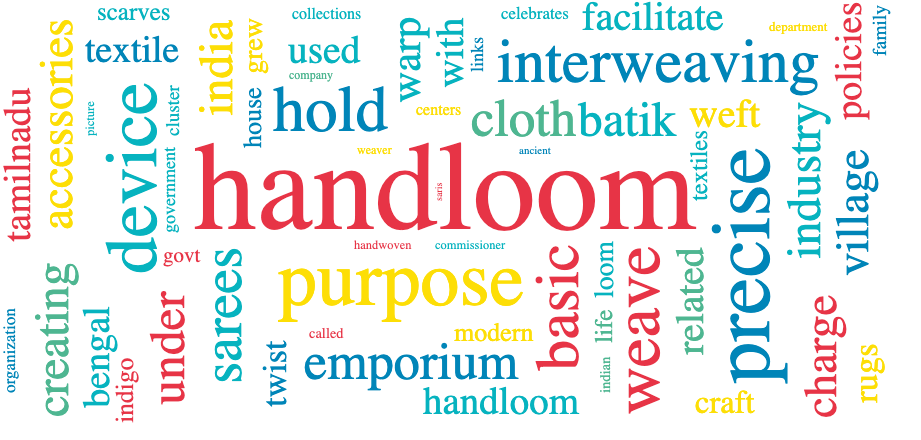 scarves
collections
celebrates
facilitate
department
policies
family
accessories
textile
india
grew
used
company
warp
with
links
interweaving
tamilnadu
picture
device
cluster
house
hold
centers
cloth
batik
weft
industry
government
weaver
ancient
textiles
handloom
saris
precise
village
govt
handwoven
commissioner
creating
sarees
purpose
basic
life
loom
weave
related
organization
bengal
indigo
under
twist
called
modern
emporium
indian
charge
rugs
handloom
craft